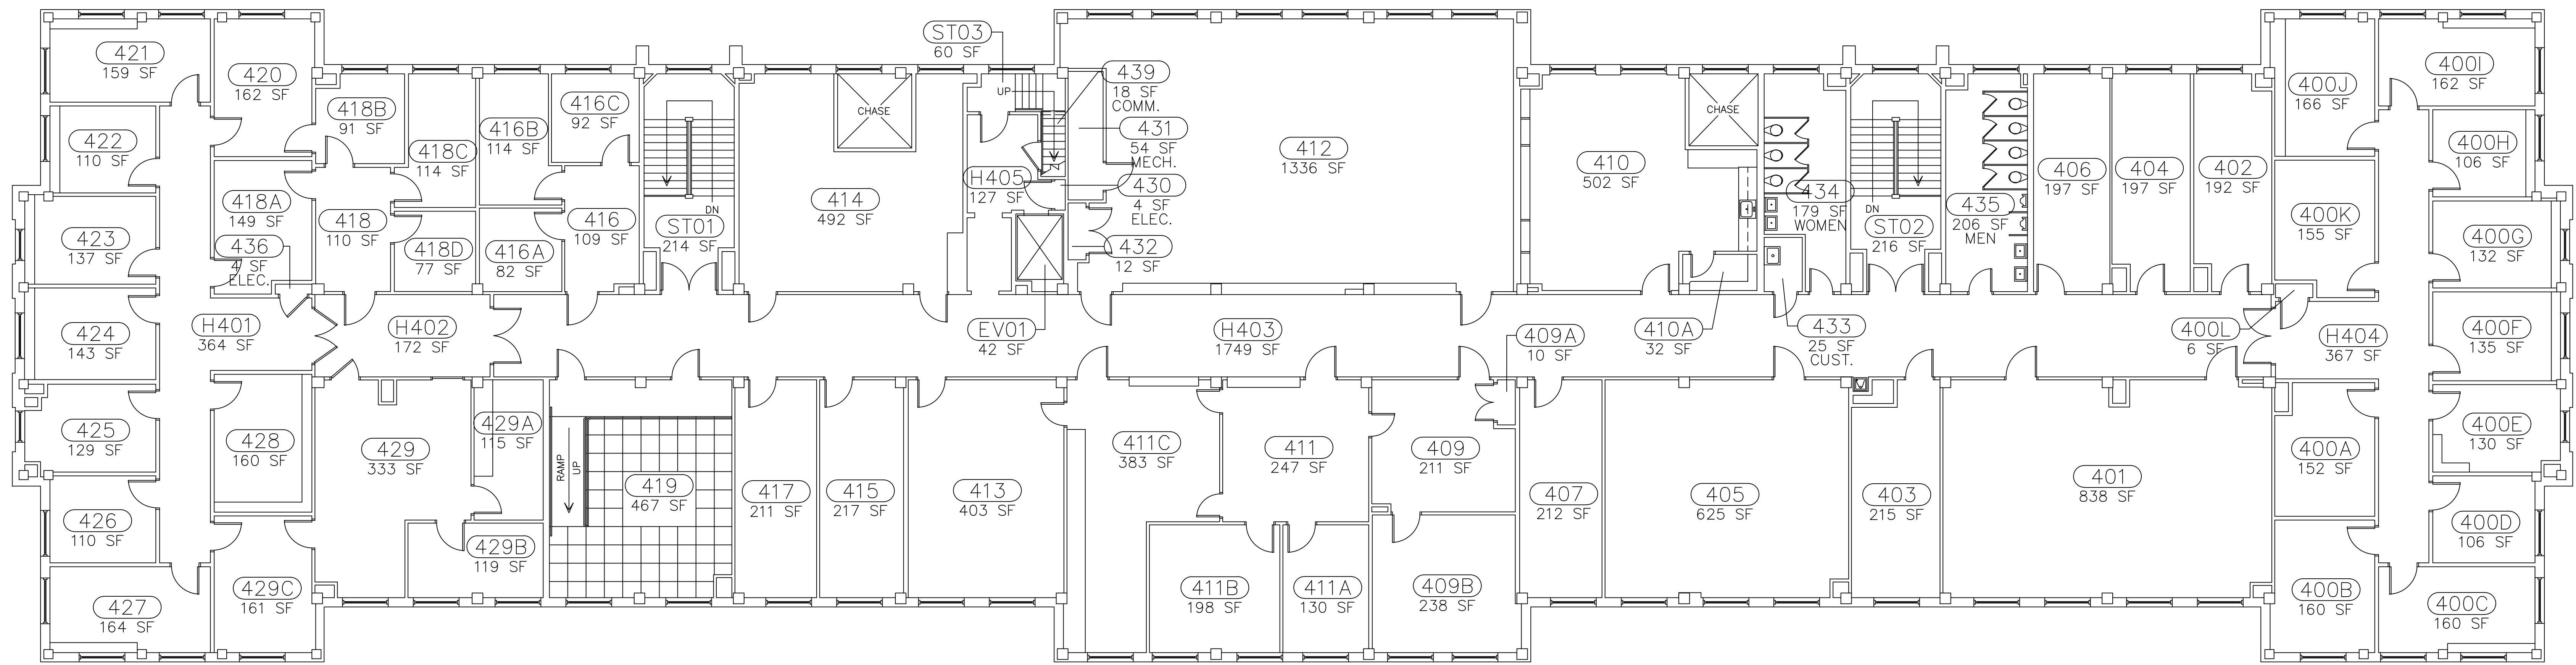 421
159 SF
420
162 SF
422
110 SF
423
137 SF
424
143 SF
425
129 SF
426
110 SF
427
164 SF
418A
149 SF
436
4 SF
ELEC.
H401
364 SF
428
160 SF
429C
161 SF
418B
91 SF
418C
114 SF
418
110 SF
418D
77 SF
H402
172 SF
429
333 SF
429A
115 SF
429B
119 SF
416B
114 SF
416C
92 SF
416A
82 SF
416
109 SF
ST01
214 SF
DN
RAMP
UP
419
467 SF
CHASE
414
492 SF
417
211 SF
415
217 SF
413
403 SF
ST03
60 SF
UP
H405
127 SF
EV01
42 SF
439
18 SF
COMM.
431
54 SF
MECH.
430
4 SF
ELEC.
432
12 SF
412
1336 SF
H403
1749 SF
411C
383 SF
411
247 SF
411B
198 SF
411A
130 SF
409
211 SF
409A
10 SF
409B
238 SF
410
502 SF
CHASE
410A
32 SF
434
179 SF
WOMEN
433
25 SF
CUST.
DN
ST02
216 SF
435
206 SF
MEN
407
212 SF
405
625 SF
403
215 SF
401
838 SF
406
197 SF
404
197 SF
402
192 SF
400L
6 SF
H404
367 SF
400J
166 SF
400I
162 SF
400H
106 SF
400K
155 SF
400G
132 SF
400F
135 SF
400E
130 SF
400A
152 SF
400D
106 SF
400B
160 SF
400C
160 SF